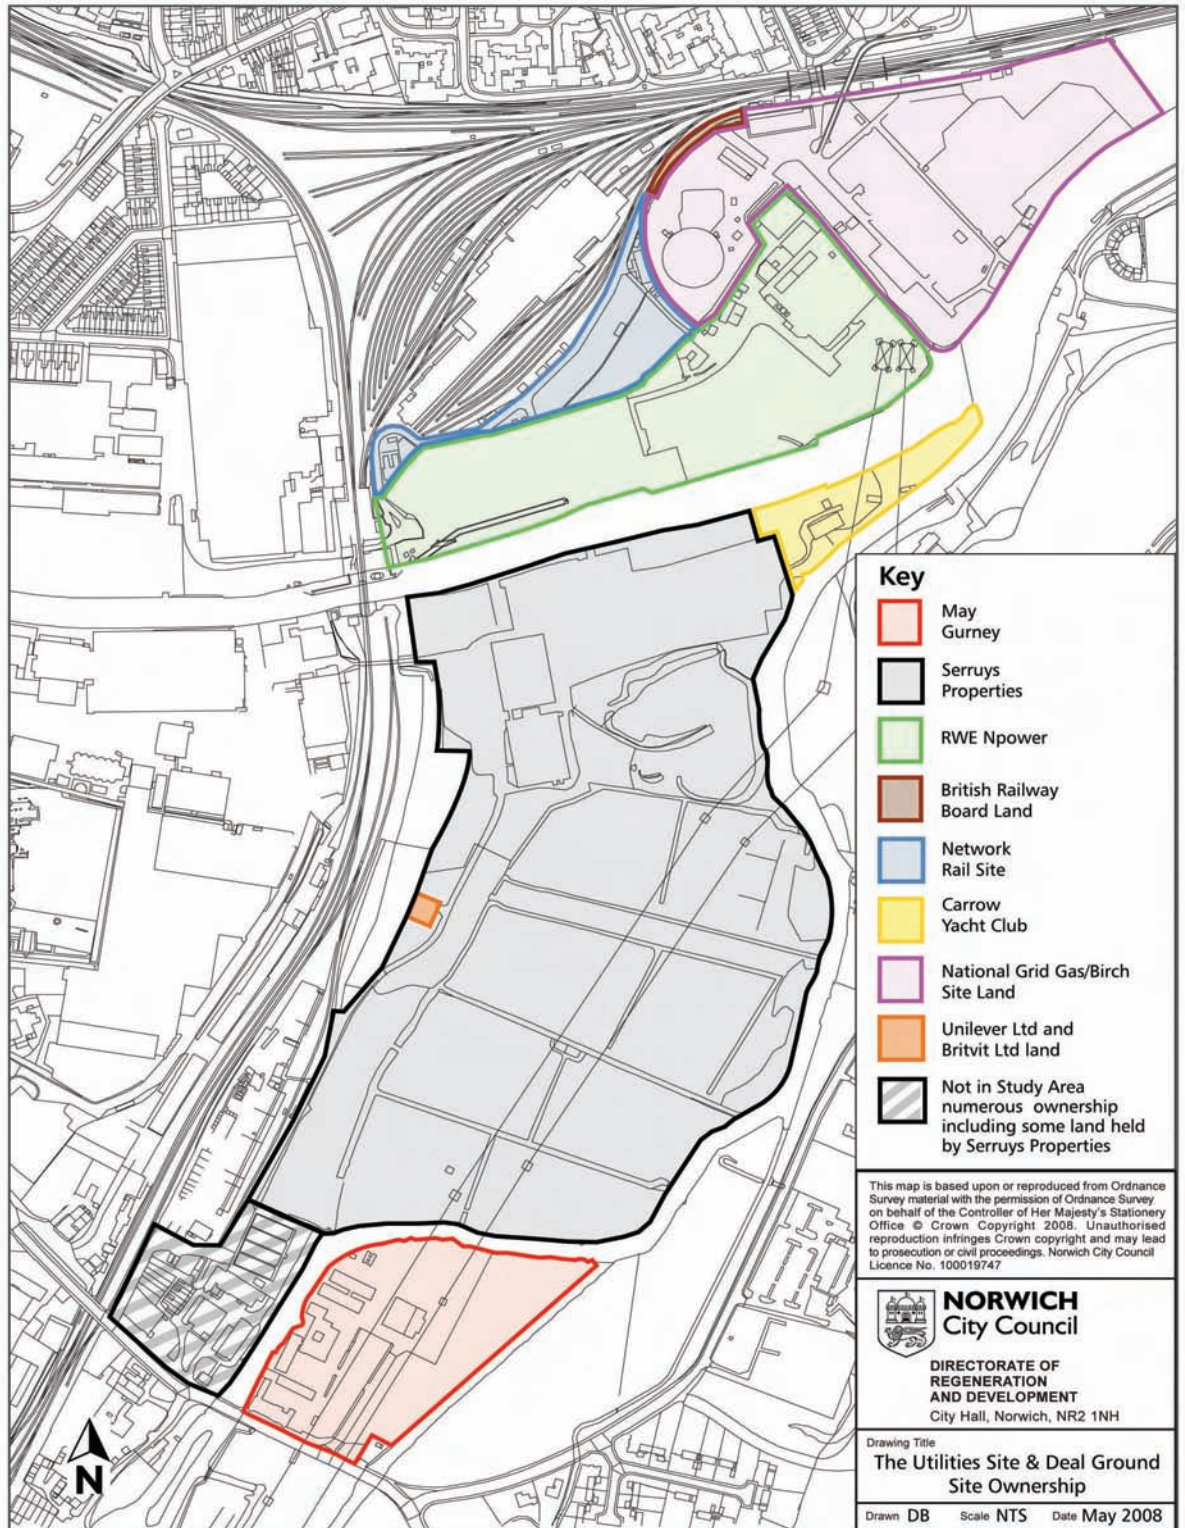 Key
May
Gurney
Serruys
Properties
RWE Npower
British Railway
Board Land
Network
Rail Site
Carrow
Yacht Club
National Grid Gas/Birch
Site Land
Unilever Ltd and
Britvit Ltd land
Not in Study Area
numerous ownership
including some land held
by Serruys Properties
This map is based upon or reproduced from Ordnance
Survey material with the permission of Ordnance Survey
on behalf of the Controller of Her Majesty's Stationery
Office © Crown Copyright 2008. Unauthorised
reproduction infringes Crown copyright and may lead
to prosecution or civil proceedings. Norwich City Council
Licence No. 100019747
NORWICH
City Council
DIRECTORATE OF
REGENERATION
AND DEVELOPMENT
City Hall, Norwich, NR2 1NH
Drawing Title
The Utilities Site & Deal Ground
Site Ownership
Drawn DB Scale NTS Date May 2008
N